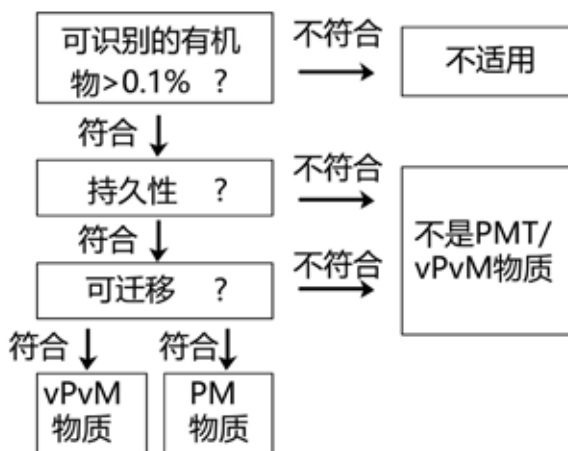 可识别的有机
物>0.1% ?
不符合
不适用
符合
持久性 ?
不符合
不是PMT/
vPvM物质
符合
可迁移 ?
不符合
符合
符合
vPvM
物质
PM
物质